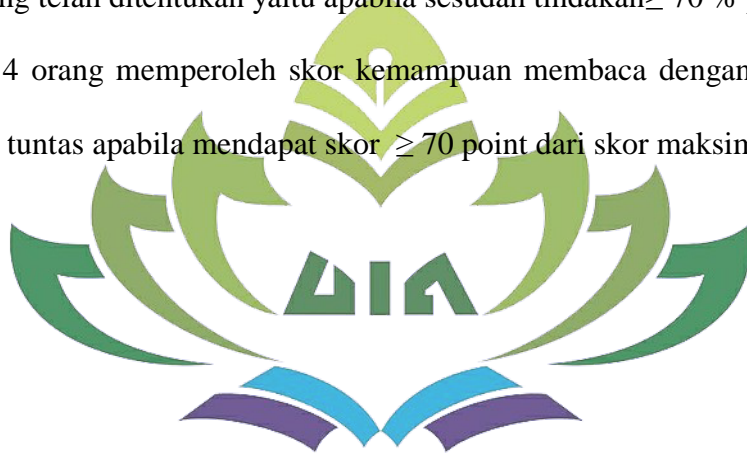 ng telah ditentukan yaitu apabila sesudah tindakan≥ 70 %
4 orang memperoleh skor kemampuan membaca dengan
tuntas apabila mendapat skor ≥ 70 point dari skor maksim
UIN